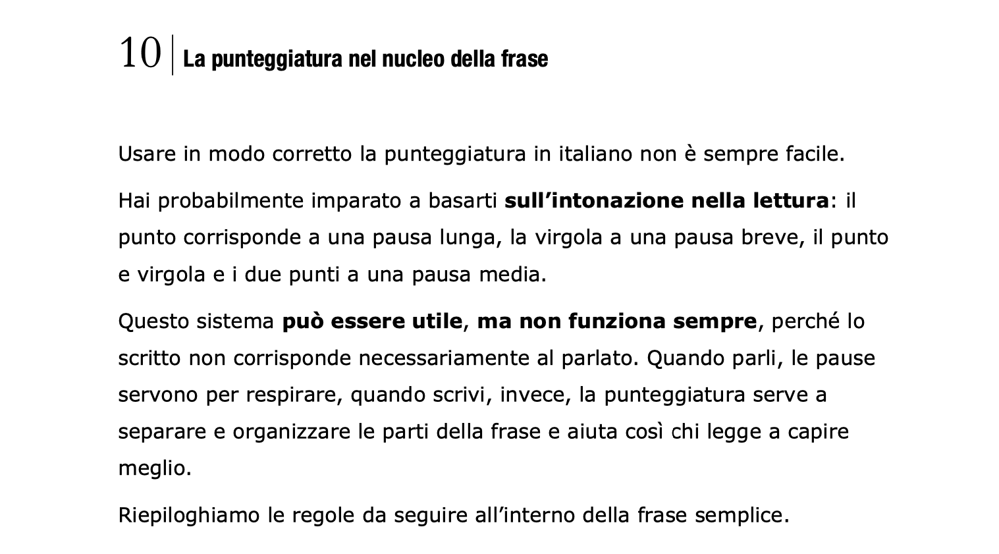 10 La punteggiatura nel nucleo della frase
Usare in modo corretto la punteggiatura in italiano non è sempre facile.
Hai probabilmente imparato a basarti sull’intonazione nella lettura: il
punto corrisponde a una pausa lunga, la virgola a una pausa breve, il punto
e virgola e i due punti a una pausa media.
Questo sistema può essere utile, ma non funziona sempre, perché lo
scritto non corrisponde necessariamente al parlato. Quando parli, le pause
servono per respirare, quando scrivi, invece, la punteggiatura serve a
separare e organizzare le parti della frase e aiuta così chi legge a capire
meglio.
Riepiloghiamo le regole da seguire all’interno della frase semplice.